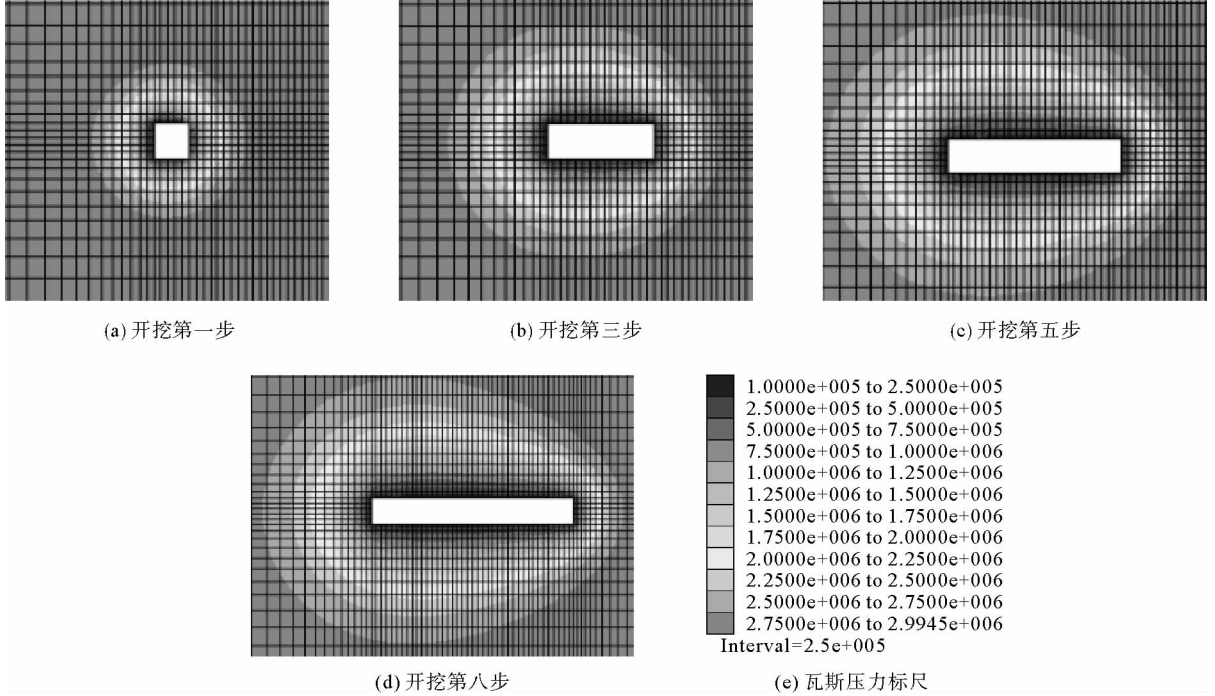 (a) 开挖第一步
(b) 开挖第三步
(c) 开挖第五步
1.0000e+005 to 2.5000e+005
2.5000e+005 to 5.0000e+005
5.0000e+005 to 7.5000e+005
7.5000e+005 to 1.0000e+006
1.0000e+006 to 1.2500e+006
1.2500e+006 to 1.5000e+006
1.5000e+006 to 1.7500e+006
1.7500e+006 to 2.0000e+006
2.0000e+006 to 2.2500e+006
2.2500e+006 to 2.5000e+006
2.5000e+006 to 2.7500e+006
2.7500e+006 to 2.9945e+006
Interval=2.5e+005
(d) 开挖第八步
(e) 瓦斯压力标尺